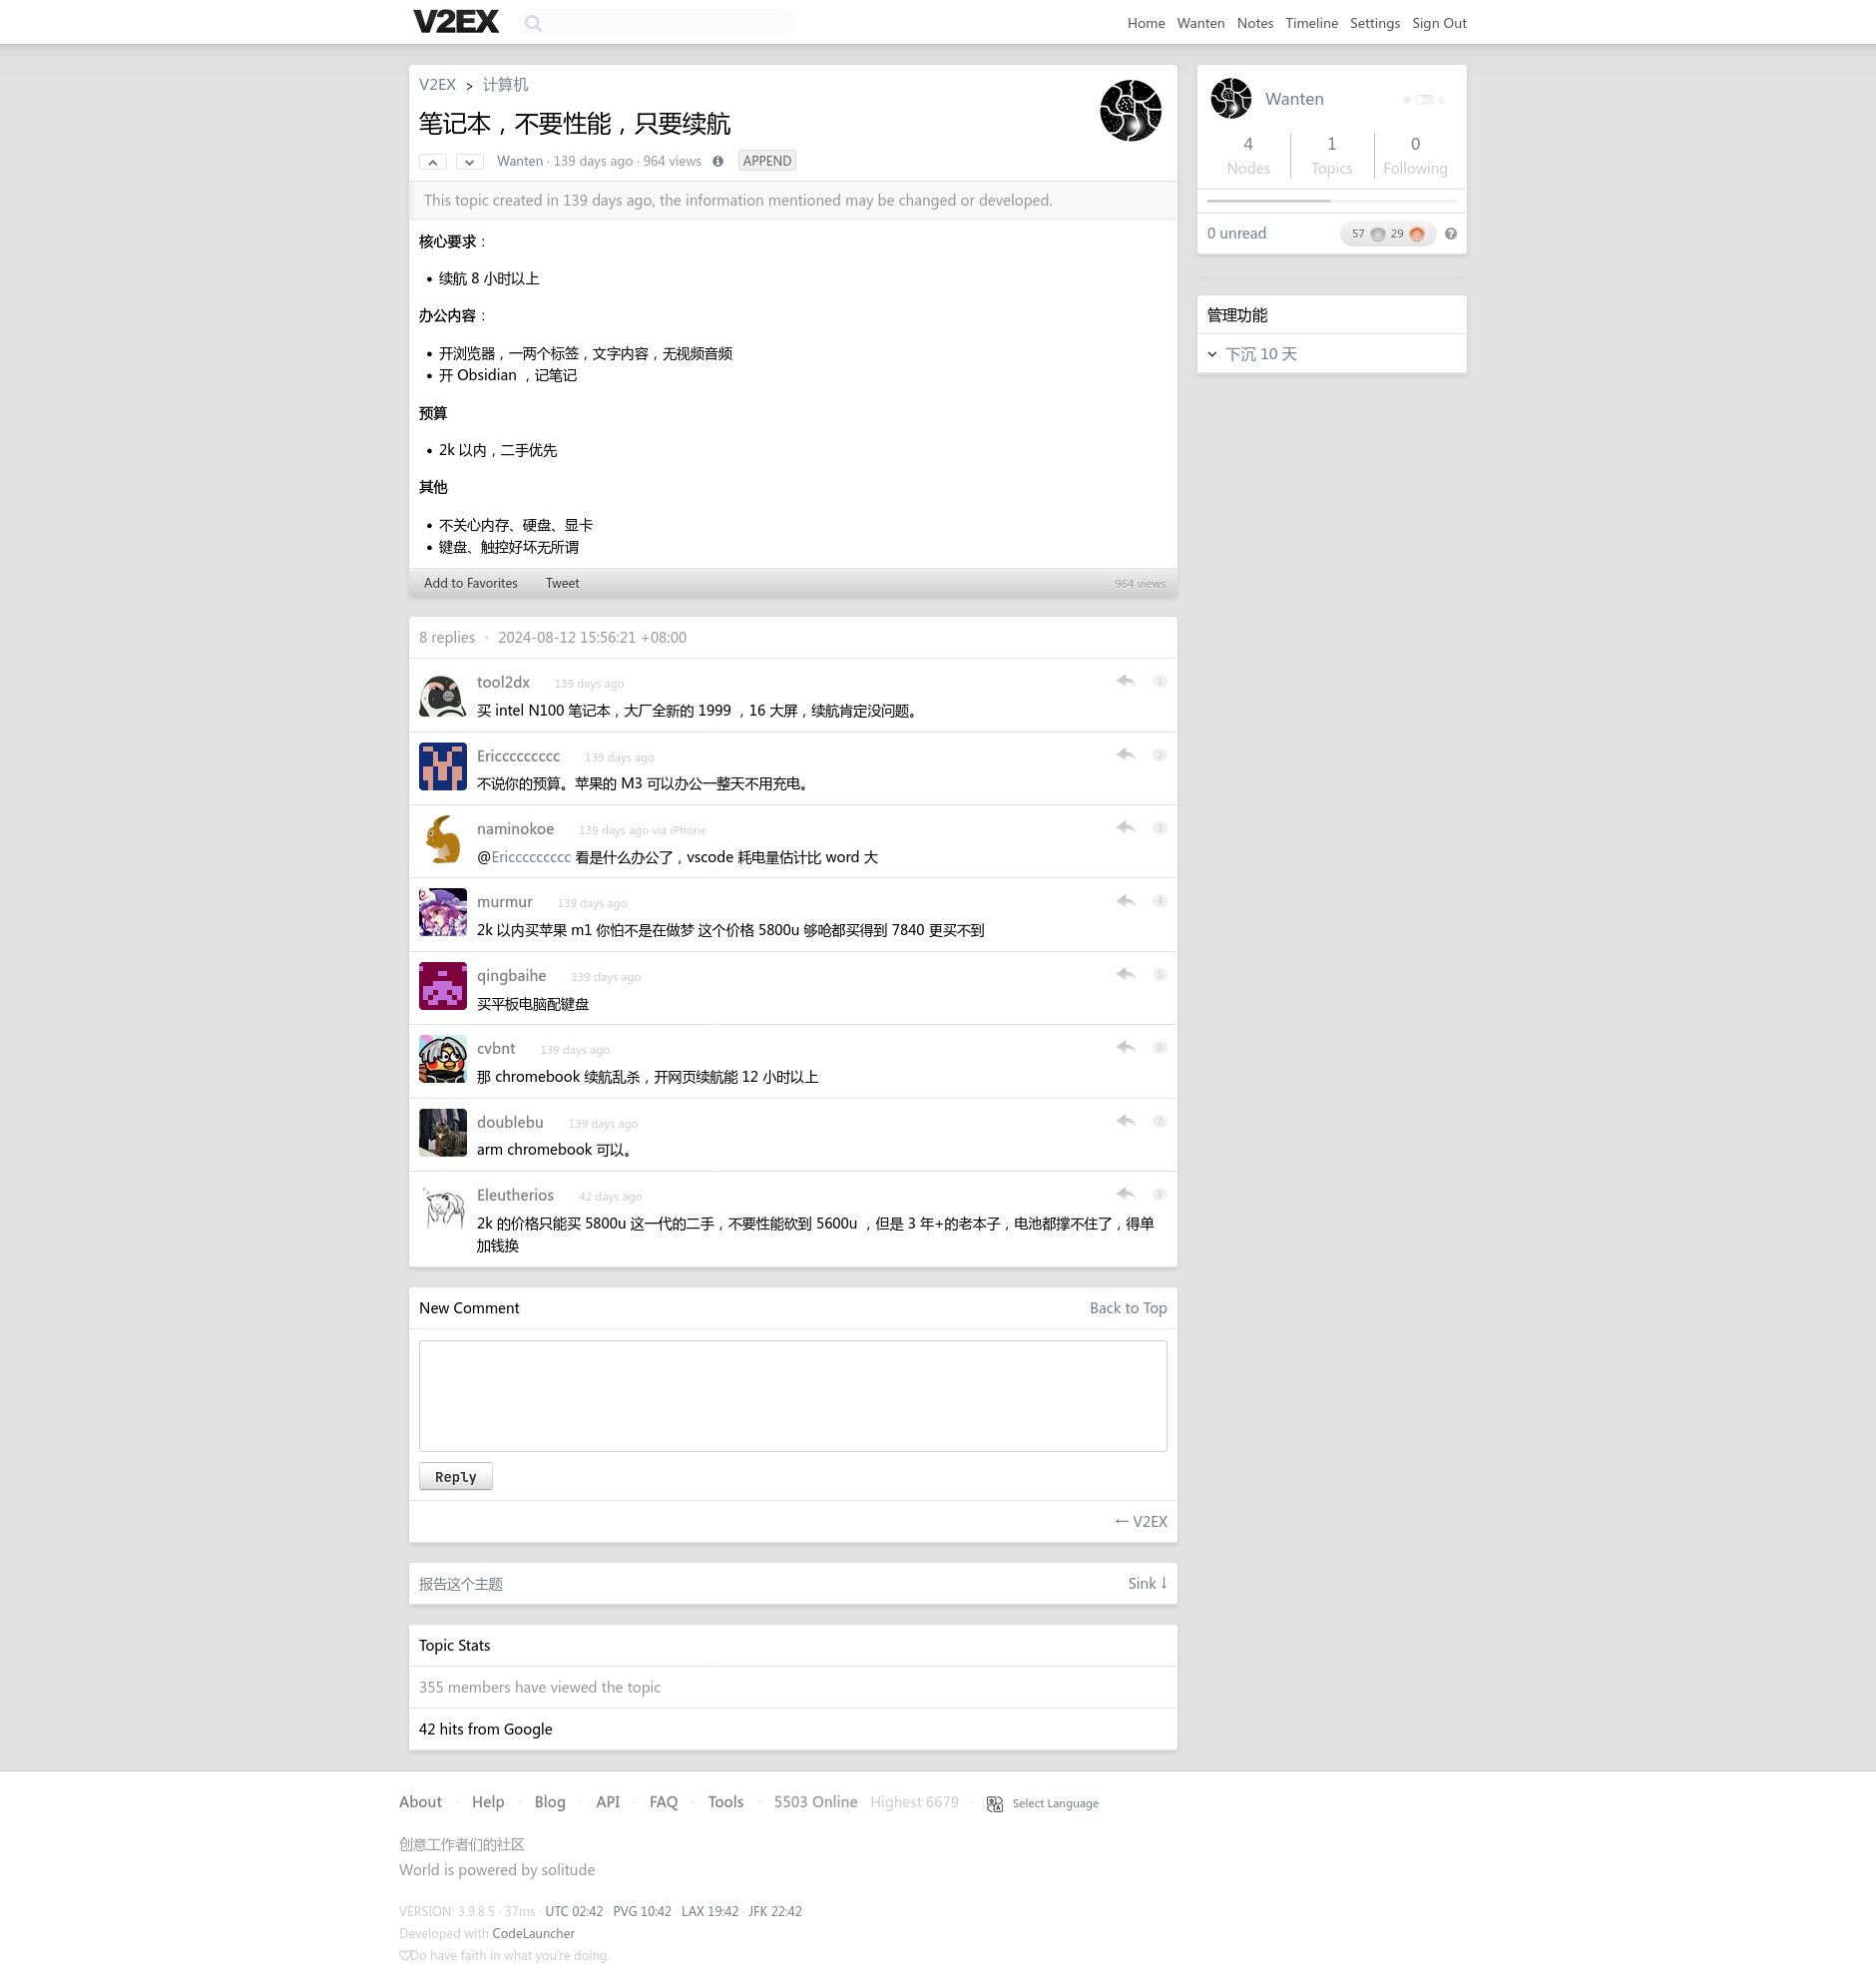 V2EX
Home Wanten Notes Timeline Settings Sign Out
V2EX > 计算机
笔记本，不要性能，只要续航
Wanten · 139 days ago · 964 views APPEND
This topic created in 139 days ago, the information mentioned may be changed or developed.
核心要求：
• 续航 8 小时以上
办公内容：
• 开浏览器，一两个标签，文字内容，无视频音频
• 开 Obsidian ，记笔记
预算
• 2k 以内，二手优先
其他
• 不关心内存、硬盘、显卡
• 键盘、触控好坏无所谓
Add to Favorites Tweet 964 views
8 replies • 2024-08-12 15:56:21 +08:00
tool2dx 139 days ago 1
买 intel N100 笔记本，大厂全新的 1999 ，16 大屏，续航肯定没问题。
Ericcccccccc 139 days ago 2
不说你的预算。苹果的 M3 可以办公一整天不用充电。
naminokoe 139 days ago via iPhone 3
@Ericcccccccc 看是什么办公了，vscode 耗电量估计比 word 大
murmur 139 days ago 4
2k 以内买苹果 m1 你怕不是在做梦 这个价格 5800u 够呛都买得到 7840 更买不到
qingbaihe 139 days ago 5
买平板电脑配键盘
cvbnt 139 days ago 6
那 chromebook 续航乱杀，开网页续航能 12 小时以上
doublebu 139 days ago 7
arm chromebook 可以。
Eleutherios 42 days ago 8
2k 的价格只能买 5800u 这一代的二手，不要性能砍到 5600u ，但是 3 年+的老本子，电池都撑不住了，得单
加钱换
New Comment Back to Top
Reply
← V2EX
报告这个主题 Sink ↓
Topic Stats
355 members have viewed the topic
42 hits from Google
Wanten
4 1 0
Nodes Topics Following
0 unread 57 29
管理功能
下沉 10 天
About · Help · Blog · API · FAQ · Tools · 5503 Online Highest 6679 · Select Language
创意工作者们的社区
World is powered by solitude
VERSION: 3.9.8.5 · 37ms · UTC 02:42 · PVG 10:42 · LAX 19:42 · JFK 22:42
Developed with CodeLauncher
♡Do have faith in what you're doing.